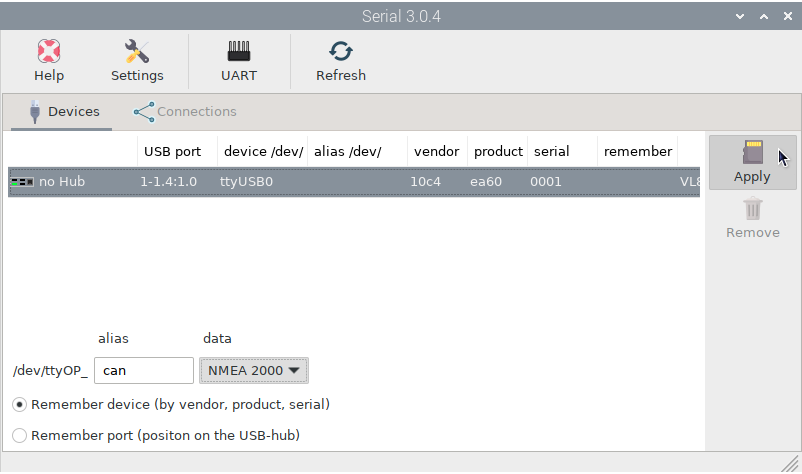 Serial 3.0.4
Help Settings UART Refresh
Devices Connections
USB port device /dev/ alias /dev/ vendor product serial remember
no Hub 1-1.4:1.0 ttyUSB0 10c4 ea60 0001 VL8
Apply
Remove
alias data
/dev/ttyOP_ can NMEA 2000
Remember device (by vendor, product, serial)
Remember port (positon on the USB-hub)